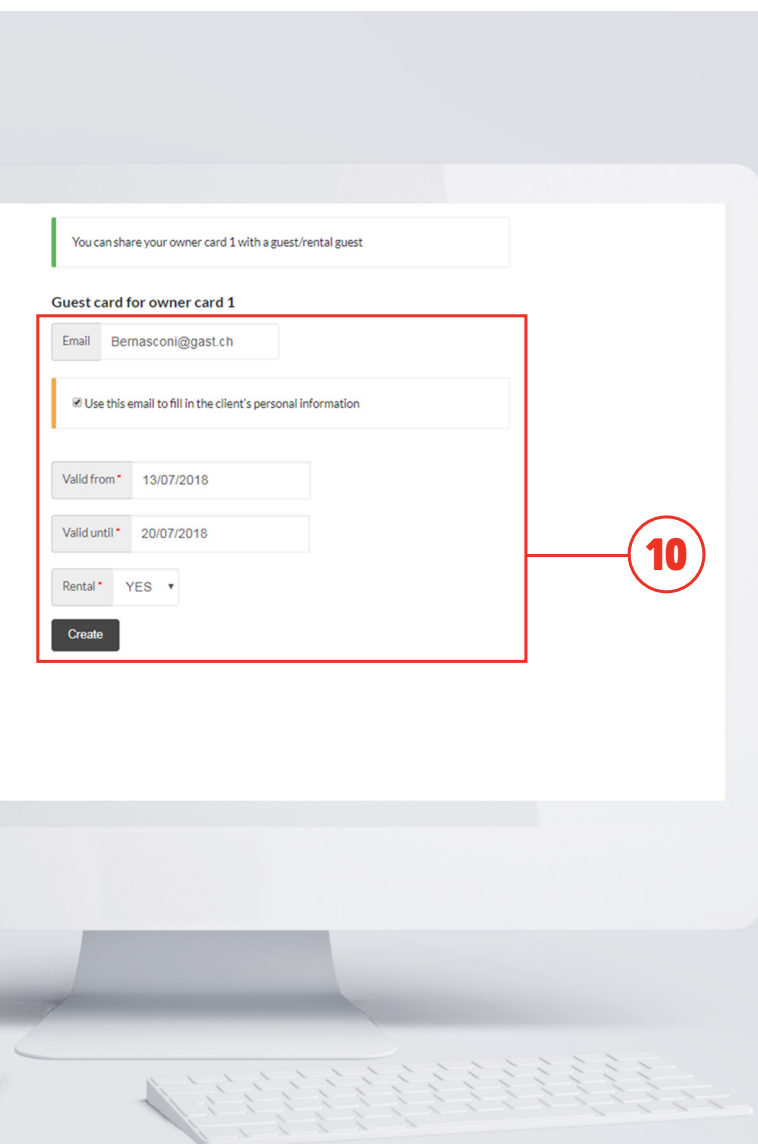 You can share your owner card 1 with a guest/rental guest
Guest card for owner card 1
Email Bernasconi@gast.ch
Use this email to fill in the client's personal information
Valid from * 13/07/2018
Valid until * 20/07/2018
10
Rental * YES
Create